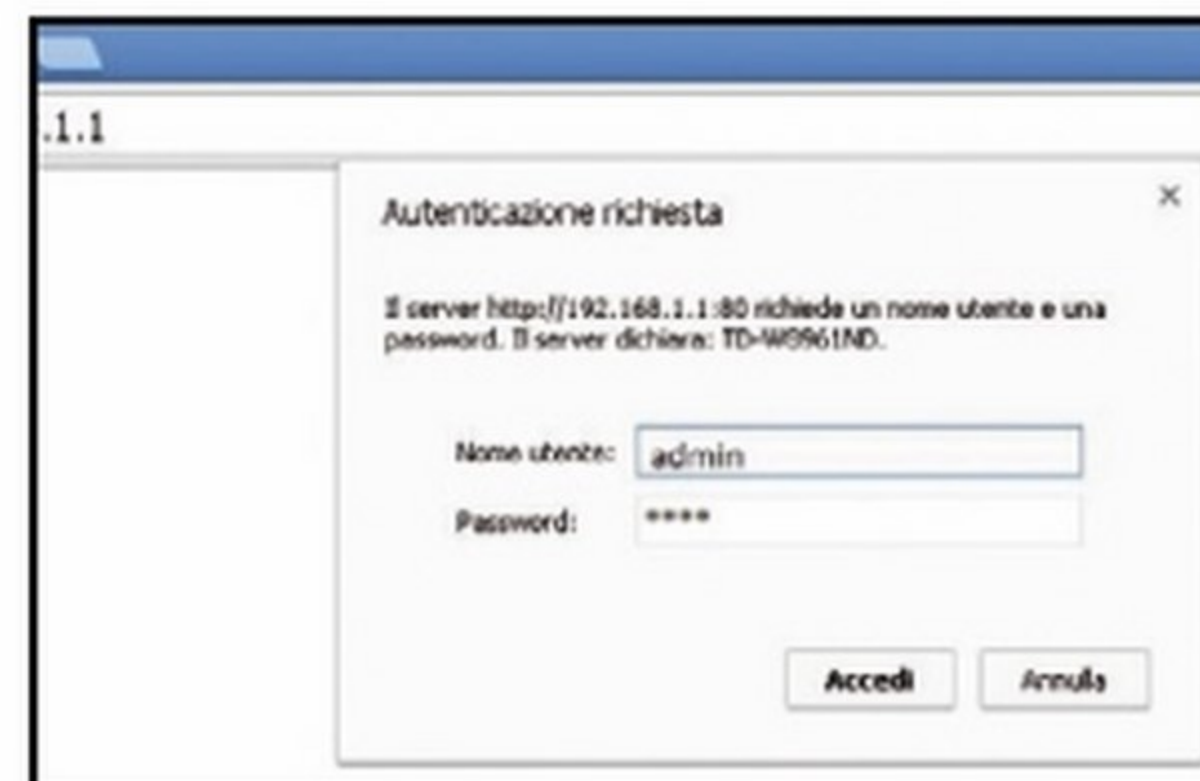 .1.1
Autenticazione richiesta
Il server http://192.168.1.1:80 richiede un nome utente e una
password. Il server dichiara: TD-W8961ND.
Nome utente: admin
Password: ****
Accedi Annulla